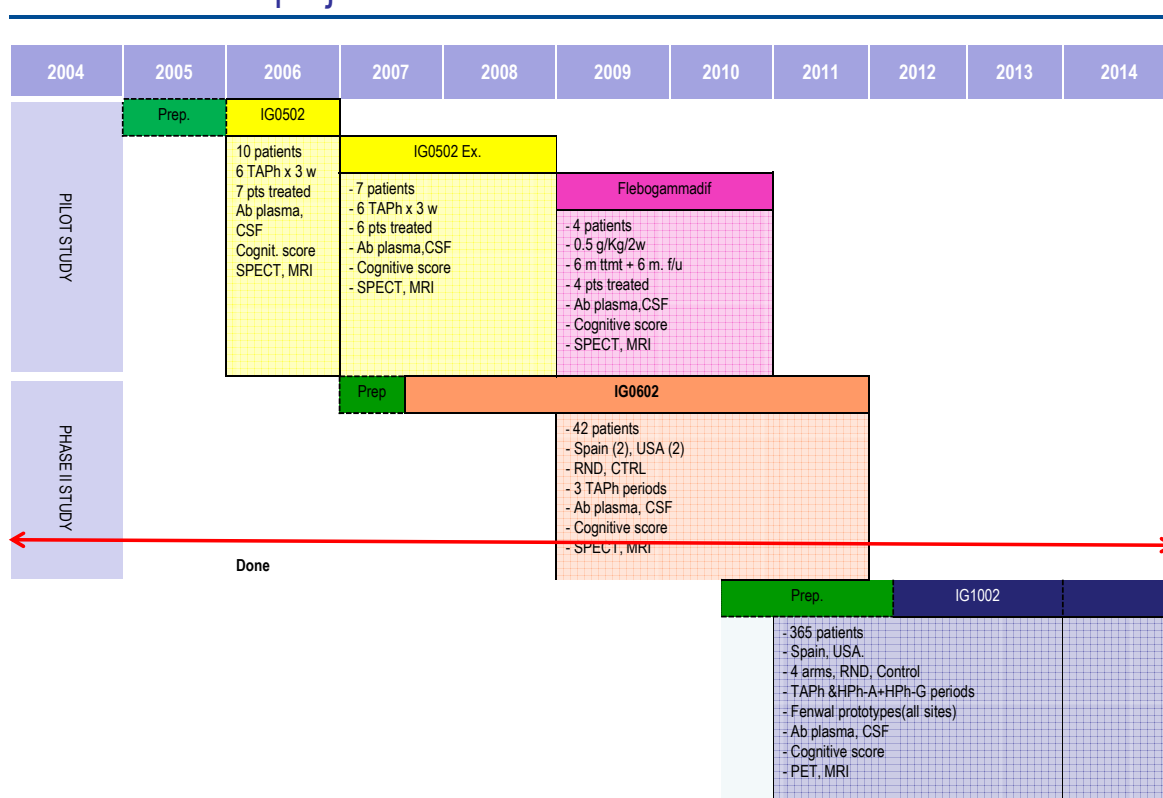 2004 2005 2006 2007 2008 2009 2010 2011 2012 2013 2014
PILOT STUDY
Prep.
IG0502
10 patients
6 TAPh x 3 w
7 pts treated
Ab plasma,
CSF
Cognit. score
SPECT, MRI
IG0502 Ex.
- 7 patients
- 6 TAPh x 3 w
- 6 pts treated
- Ab plasma,CSF
- Cognitive score
- SPECT, MRI
Flebogammadif
- 4 patients
- 0.5 g/Kg/2w
- 6 m ttmt + 6 m. f/u
- 4 pts treated
- Ab plasma,CSF
- Cognitive score
- SPECT, MRI
PHASE II STUDY
Prep
IG0602
- 42 patients
- Spain (2), USA (2)
- RND, CTRL
- 3 TAPh periods
- Ab plasma, CSF
- Cognitive score
- SPECT, MRI
Done
Prep.
IG1002
- 365 patients
- Spain, USA.
- 4 arms, RND, Control
- TAPh &HPh-A+HPh-G periods
- Fenwal prototypes(all sites)
- Ab plasma, CSF
- Cognitive score
- PET, MRI